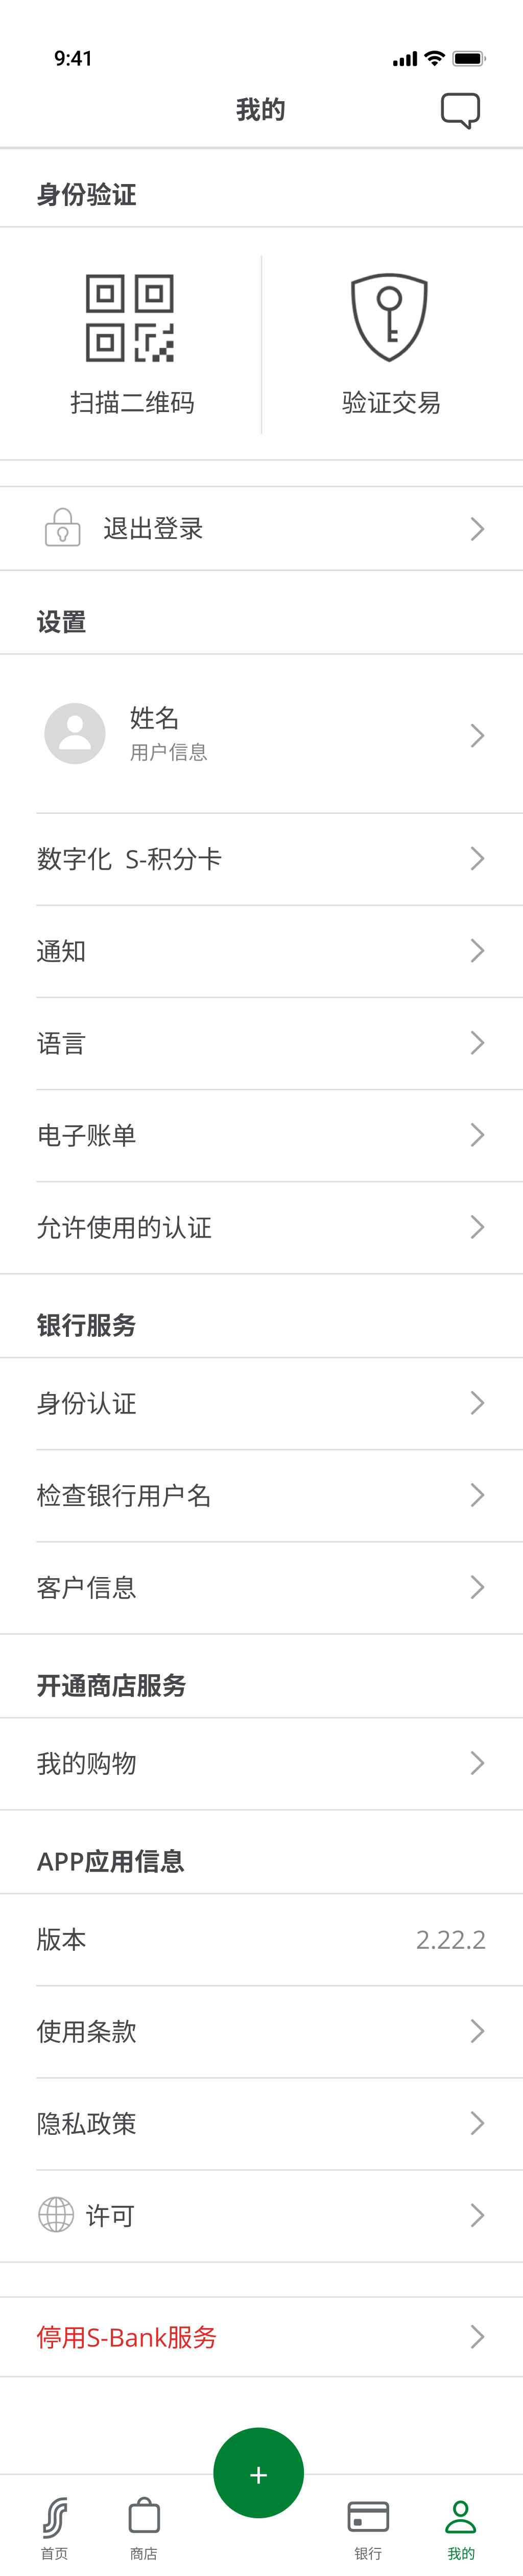 9:41
我的
身份验证
扫描二维码
验证交易
退出登录
设置
姓名
用户信息
数字化 S-积分卡
通知
语言
电子账单
允许使用的认证
银行服务
身份认证
检查银行用户名
客户信息
开通商店服务
我的购物
APP应用信息
版本 2.22.2
使用条款
隐私政策
许可
停用S-Bank服务
+
首页 商店 银行 我的